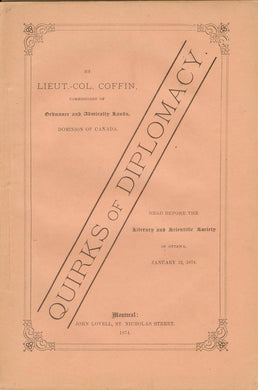 BY
LIEUT.-COL. COFFIN,
COMMISSIONER OF
Ordnance and Admiralty Lands,
DOMINION OF CANADA.
QUIRKS OF DIPLOMACY.
READ BEFORE THE
Literary and Scientific Society
OF OTTAWA,
JANUARY 22, 1874.
Montreal:
JOHN LOVELL, ST. NICHOLAS STREET.
1874.